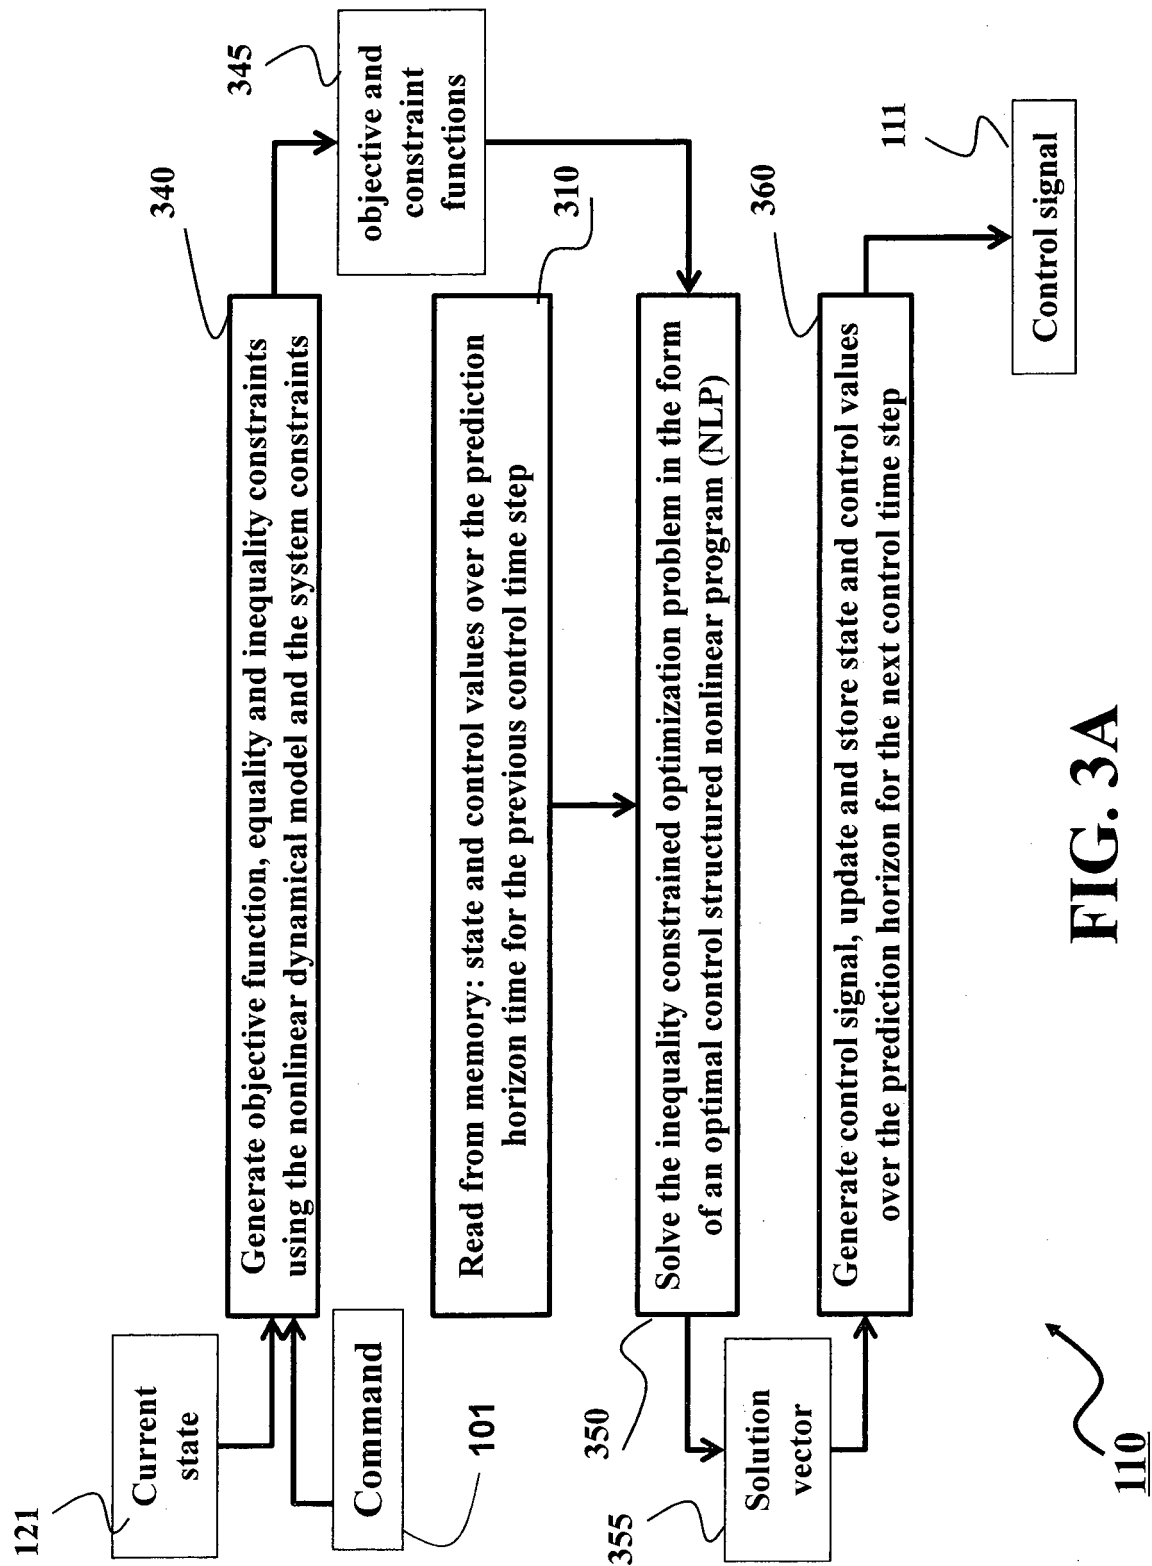 121
Current
state
Command
101
340
Generate objective function, equality and inequality constraints
using the nonlinear dynamical model and the system constraints
345
objective and
constraint
functions
310
Read from memory: state and control values over the prediction
horizon time for the previous control time step
350
Solve the inequality constrained optimization problem in the form
of an optimal control structured nonlinear program (NLP)
355
Solution
vector
360
Generate control signal, update and store state and control values
over the prediction horizon for the next control time step
111
Control signal
110
FIG. 3A